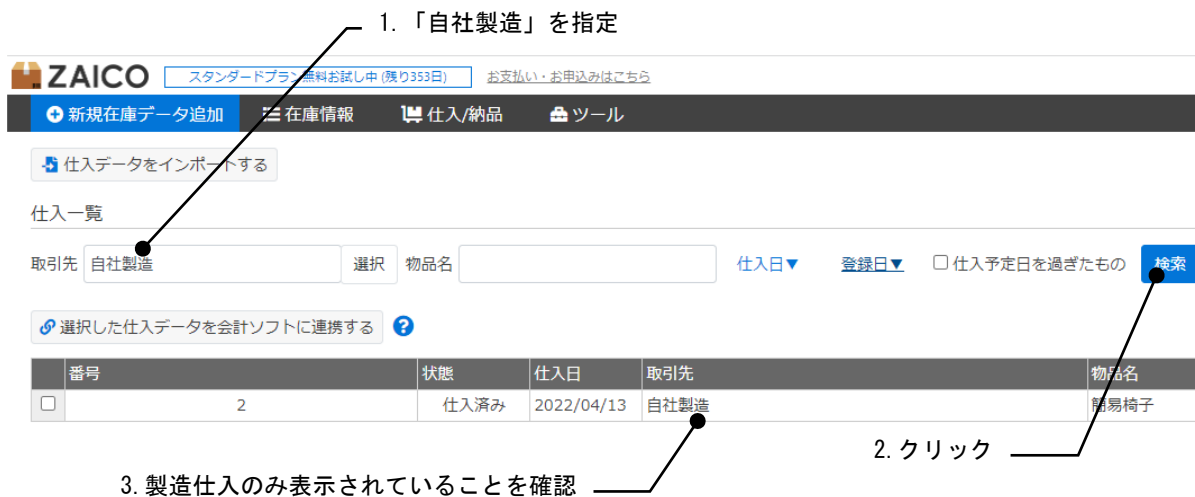 1. 「自社製造」を指定
ZAICO スタンダードプラン無料お試し中 (残り353日) お支払い・お申込みはこちら
新規在庫データ追加 在庫情報 仕入/納品 ツール
仕入データをインポートする
仕入一覧
取引先 自社製造 選択 物品名 仕入日▼ 登録日▼ 仕入予定日を過ぎたもの 検索
選択した仕入データを会計ソフトに連携する ?
番号 状態 仕入日 取引先 物品名
2 仕入済み 2022/04/13 自社製造 簡易椅子
2. クリック
3. 製造仕入のみ表示されていることを確認